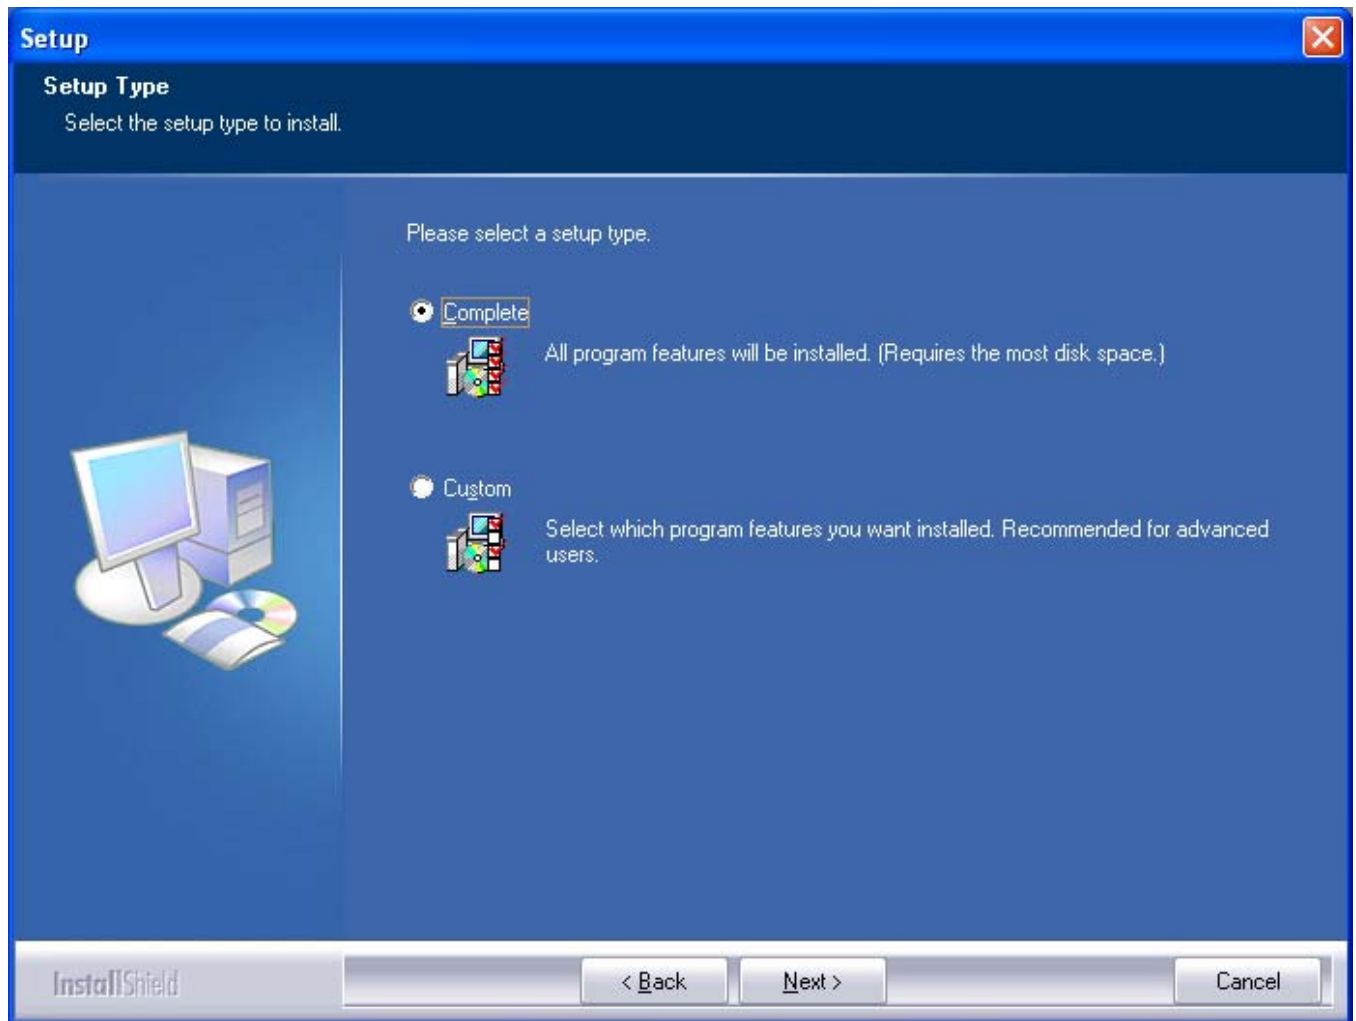 Setup
Setup Type
Select the setup type to install.
Please select a setup type.
Complete
All program features will be installed. (Requires the most disk space.)
Custom
Select which program features you want installed. Recommended for advanced
users.
InstallShield
< Back
Next >
Cancel